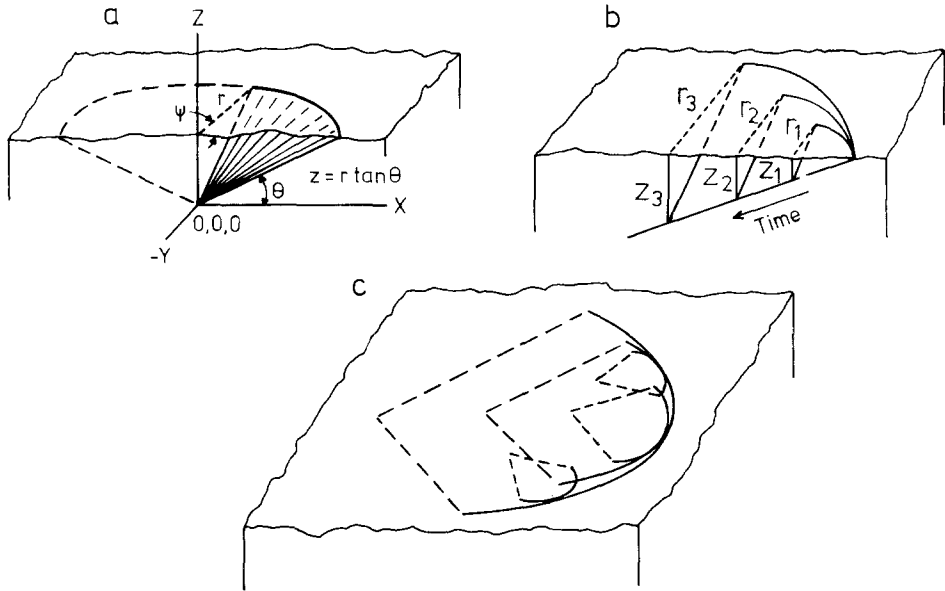 a
Z
r
ψ
θ
z = r tanθ
X
0,0,0
-Y
b
r3
r2
r1
Z3
Z2
Z1
Time
c